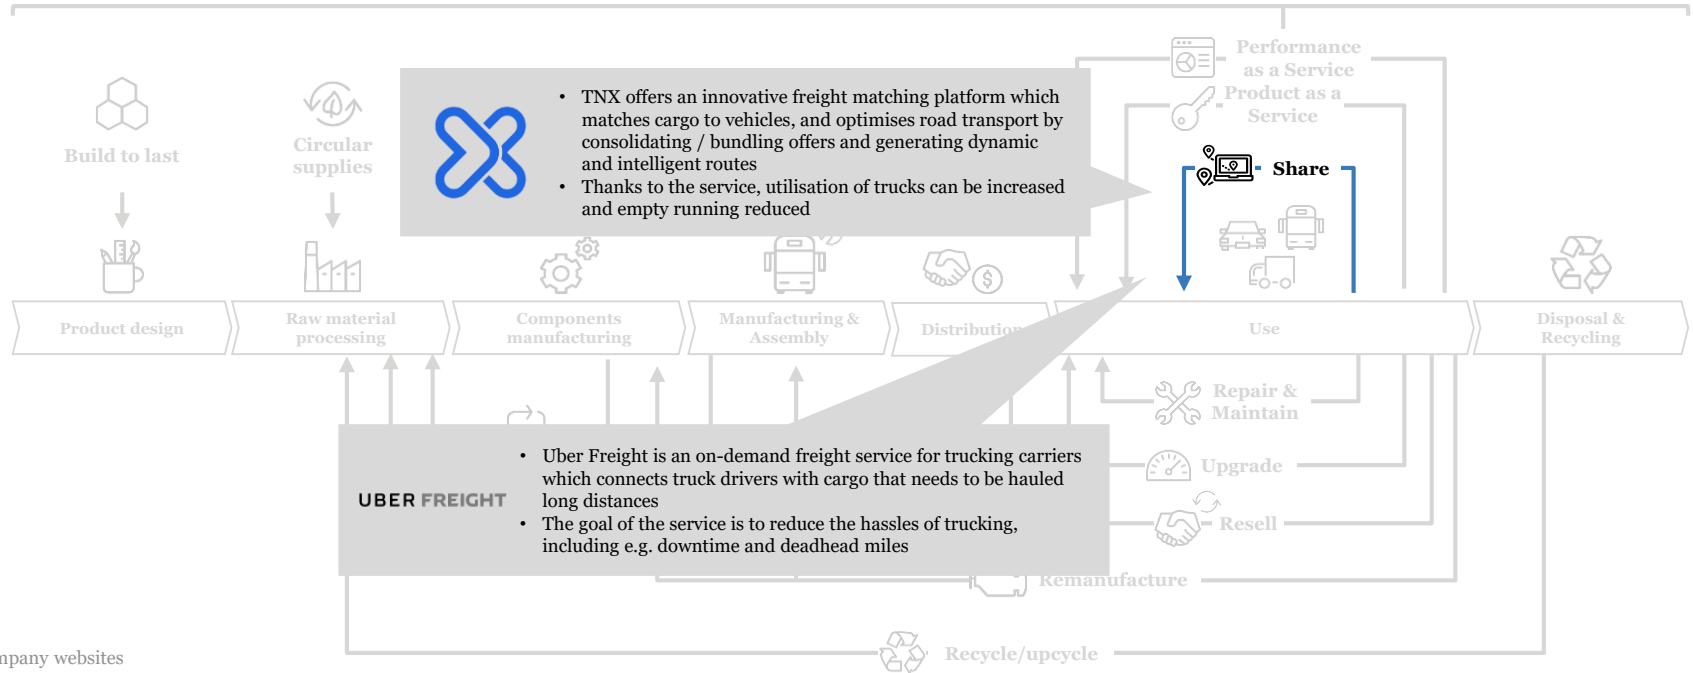 Performance
as a Service
Product as a
Service
Build to last
Circular
supplies
• TNX offers an innovative freight matching platform which
matches cargo to vehicles, and optimises road transport by
consolidating / bundling offers and generating dynamic
and intelligent routes
• Thanks to the service, utilisation of trucks can be increased
and empty running reduced
Share
$
Product design
Raw material
processing
Components
manufacturing
Manufacturing &
Assembly
Distribution
Use
Disposal &
Recycling
Repair &
Maintain
UBER FREIGHT
• Uber Freight is an on-demand freight service for trucking carriers
which connects truck drivers with cargo that needs to be hauled
long distances
• The goal of the service is to reduce the hassles of trucking,
including e.g. downtime and deadhead miles
Upgrade
Resell
Remanufacture
Recycle/upcycle
mpany websites